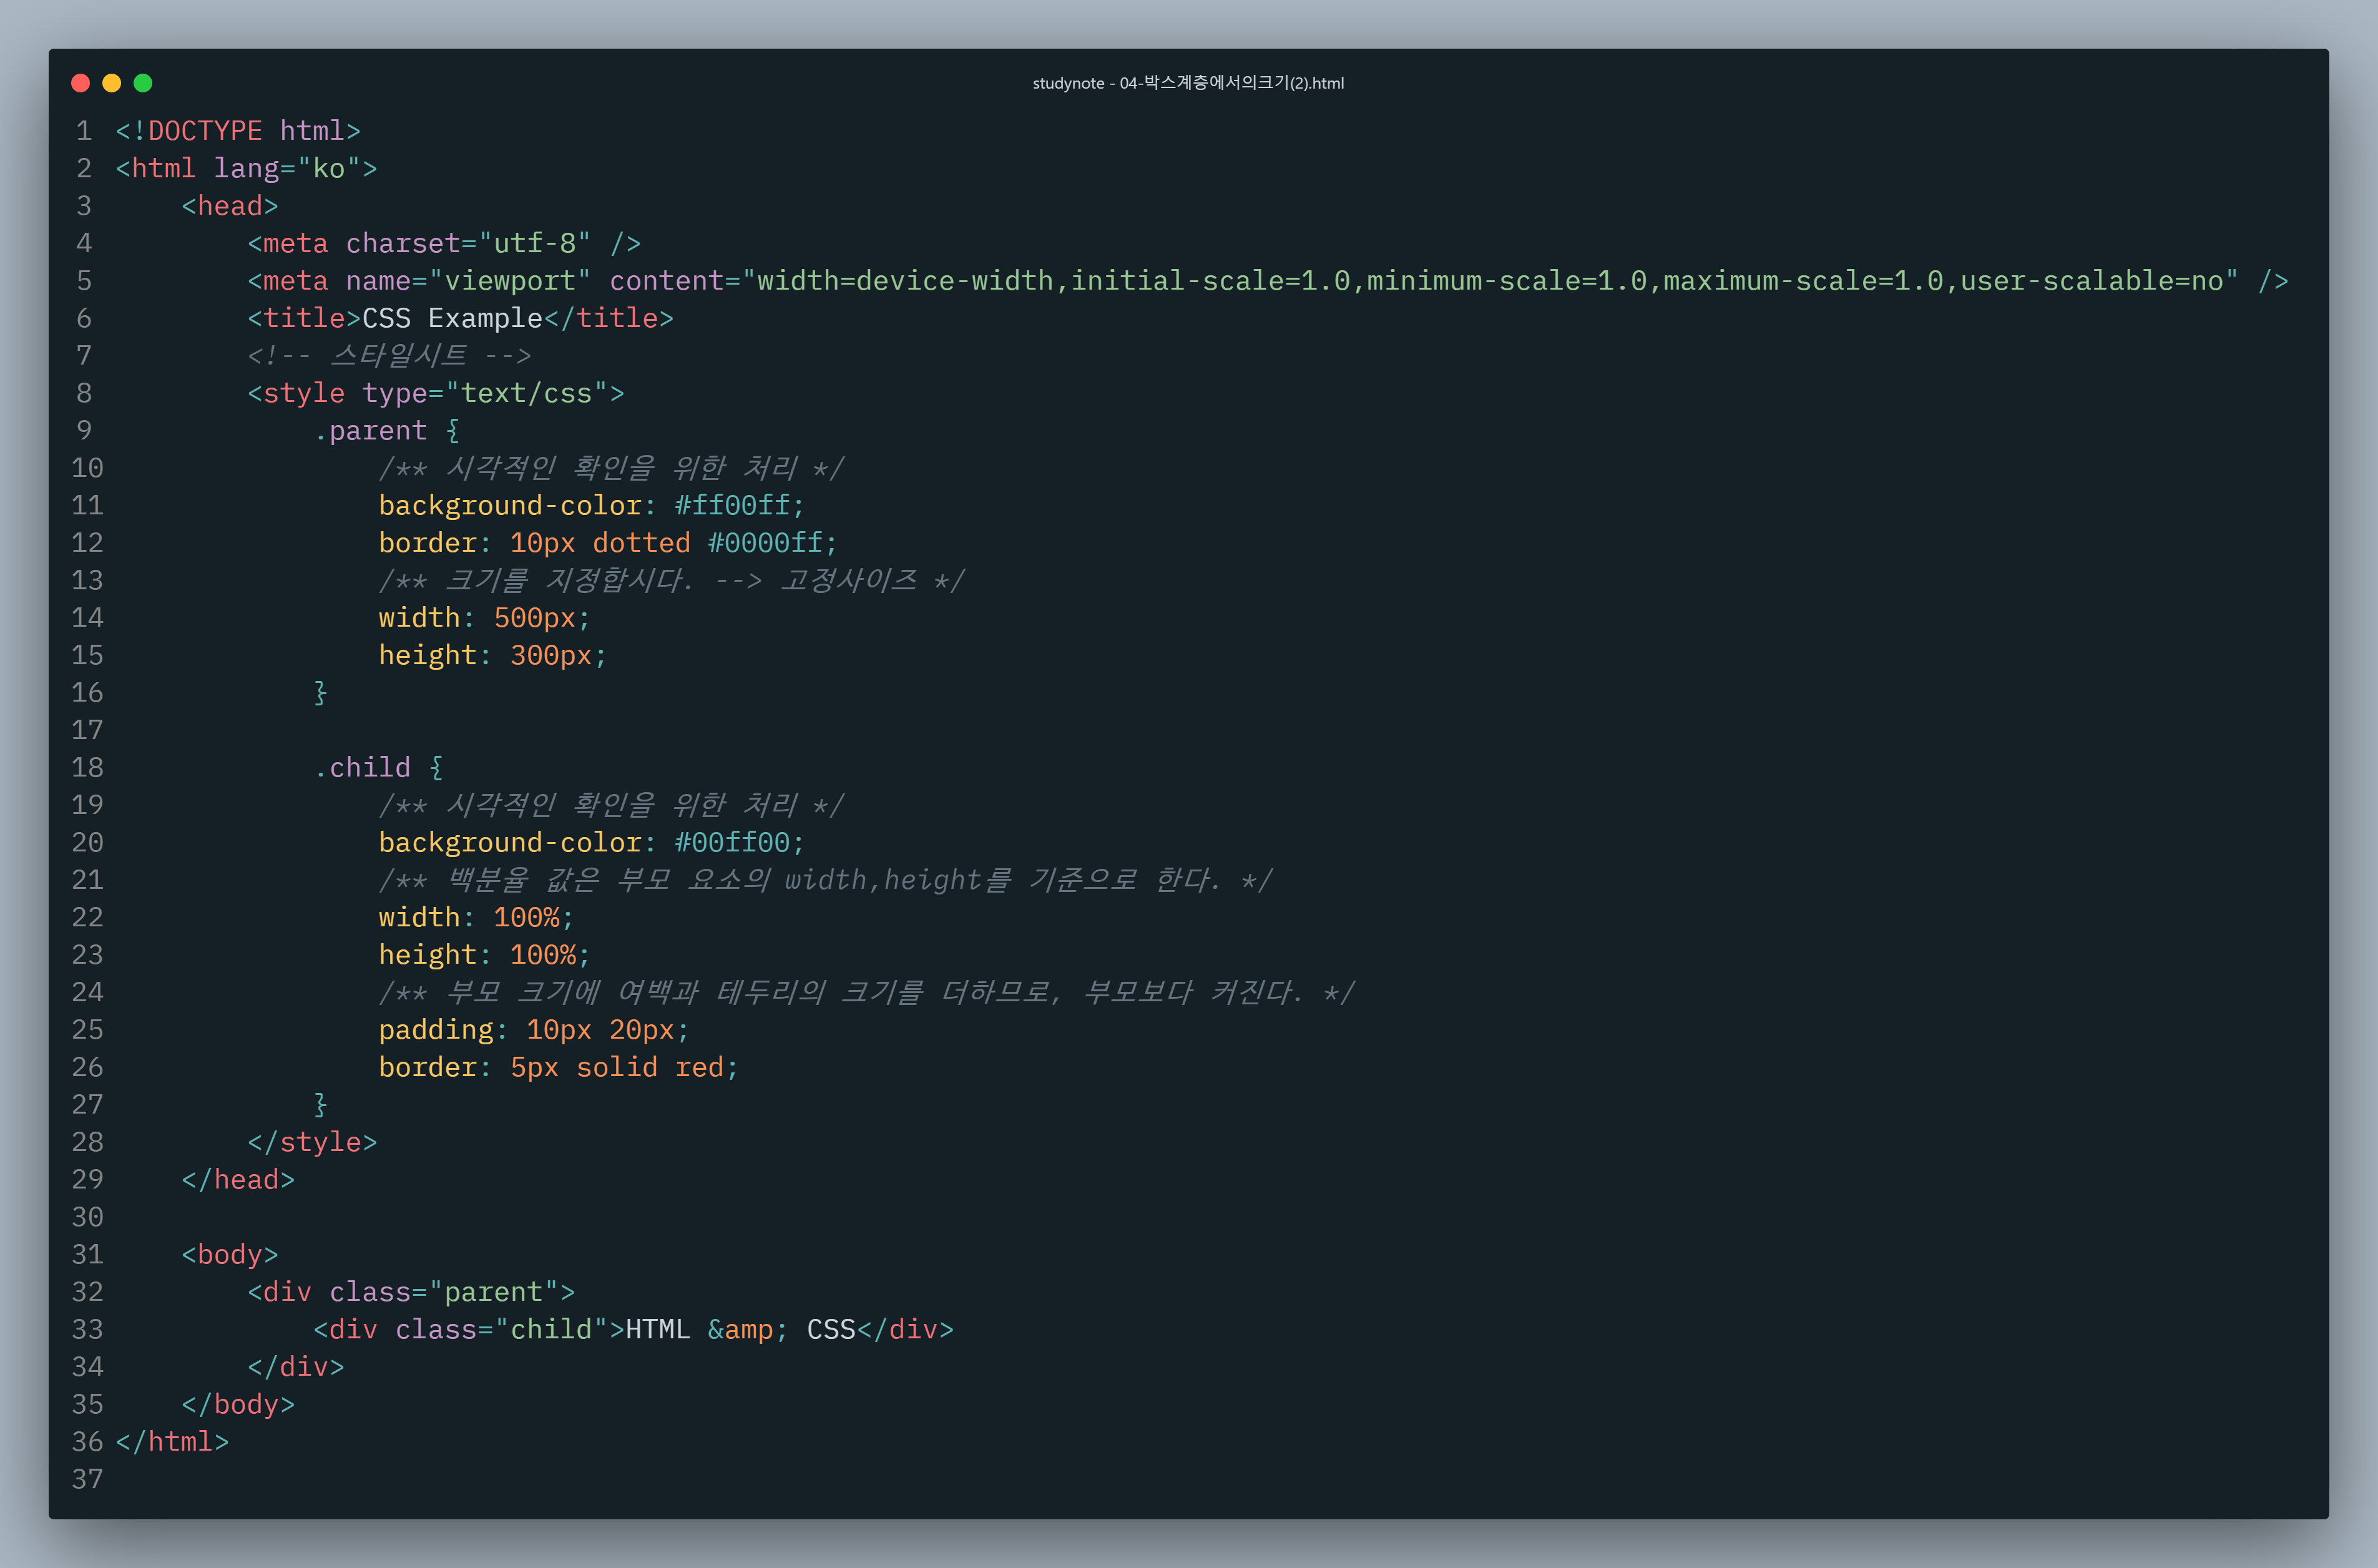 studynote - 04-박스계층에서의크기(2).html
1 <!DOCTYPE html>
2 <html lang="ko">
3     <head>
4         <meta charset="utf-8" />
5         <meta name="viewport" content="width=device-width,initial-scale=1.0,minimum-scale=1.0,maximum-scale=1.0,user-scalable=no" />
6         <title>CSS Example</title>
7         <!-- 스타일시트 -->
8         <style type="text/css">
9             .parent {
10                 /** 시각적인 확인을 위한 처리 */
11                 background-color: #ff00ff;
12                 border: 10px dotted #0000ff;
13                 /** 크기를 지정합시다. --> 고정사이즈 */
14                 width: 500px;
15                 height: 300px;
16             }
17
18             .child {
19                 /** 시각적인 확인을 위한 처리 */
20                 background-color: #00ff00;
21                 /** 백분율 값은 부모 요소의 width,height를 기준으로 한다. */
22                 width: 100%;
23                 height: 100%;
24                 /** 부모 크기에 여백과 테두리의 크기를 더하므로, 부모보다 커진다. */
25                 padding: 10px 20px;
26                 border: 5px solid red;
27             }
28         </style>
29     </head>
30
31     <body>
32         <div class="parent">
33             <div class="child">HTML &amp; CSS</div>
34         </div>
35     </body>
36 </html>
37